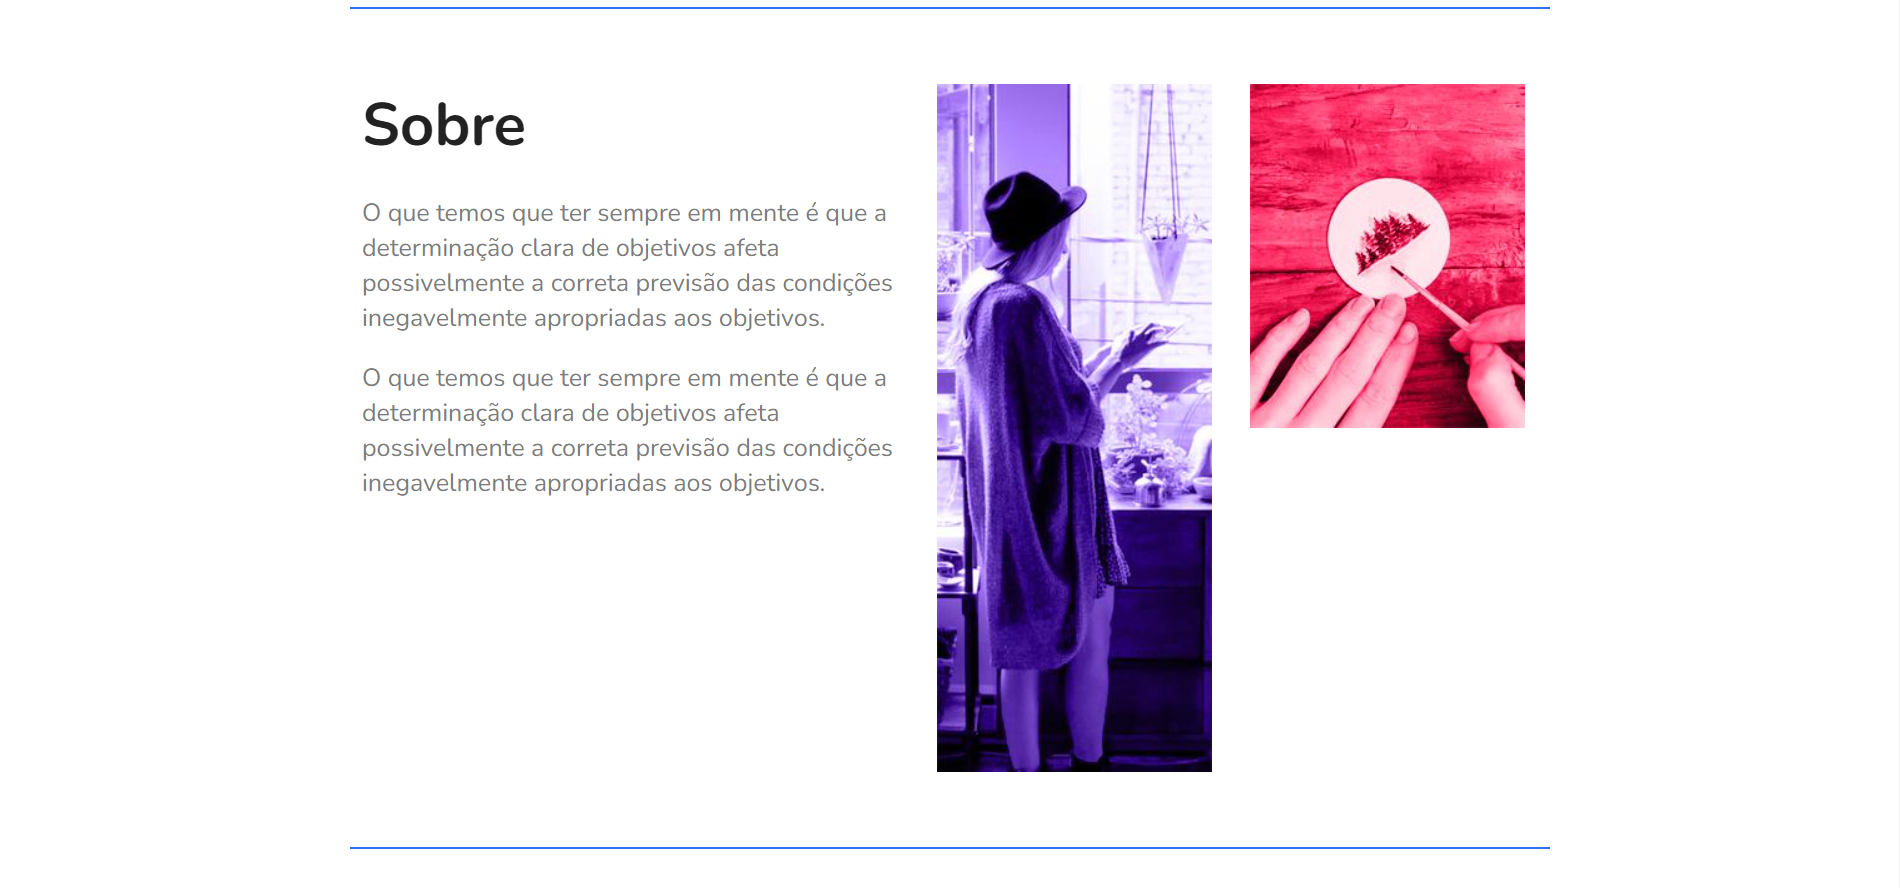 Sobre
O que temos que ter sempre em mente é que a
determinação clara de objetivos afeta
possivelmente a correta previsão das condições
inegavelmente apropriadas aos objetivos.
O que temos que ter sempre em mente é que a
determinação clara de objetivos afeta
possivelmente a correta previsão das condições
inegavelmente apropriadas aos objetivos.